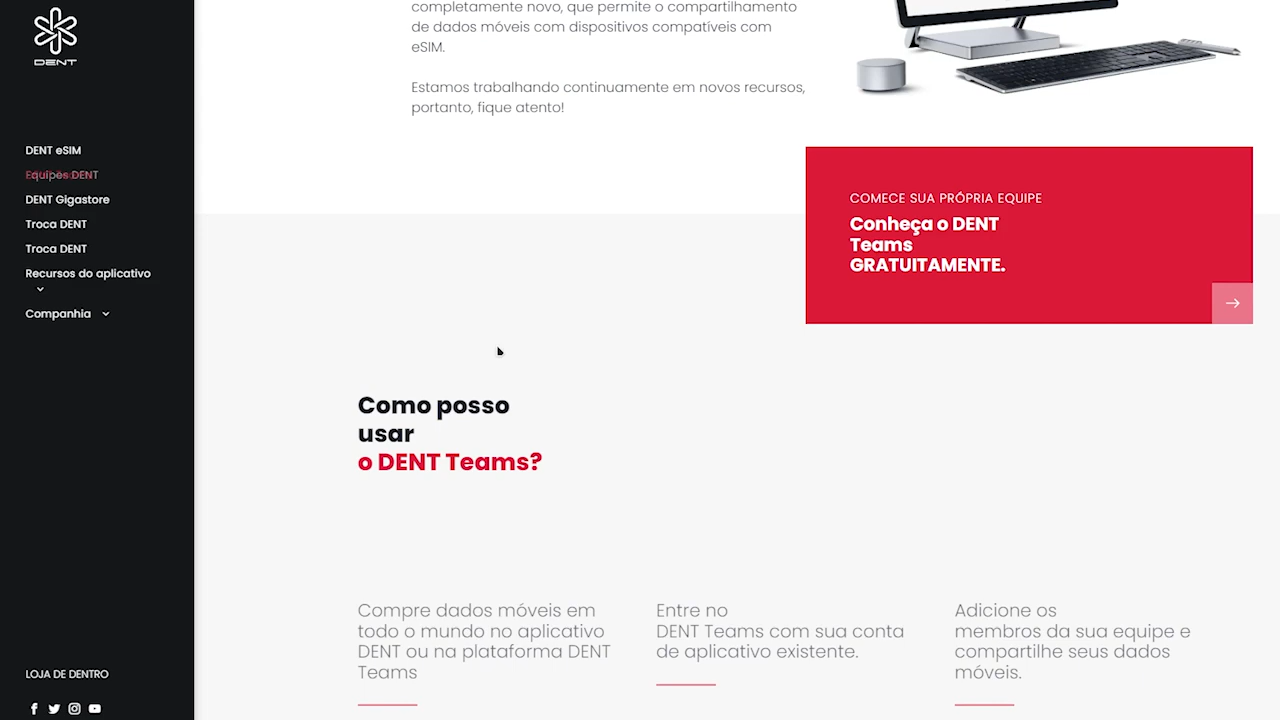 DENT
DENT eSIM
Equipes DENT
DENT Gigastore
Troca DENT
Troca DENT
Recursos do aplicativo
Companhia
LOJA DE DENTRO
completamente novo, que permite o compartilhamento
de dados móveis com dispositivos compatíveis com
eSIM.
Estamos trabalhando continuamente em novos recursos,
portanto, fique atento!
COMECE SUA PRÓPRIA EQUIPE
Conheça o DENT
Teams
GRATUITAMENTE.
Como posso
usar
o DENT Teams?
Compre dados móveis em
todo o mundo no aplicativo
DENT ou na plataforma DENT
Teams
Entre no
DENT Teams com sua conta
de aplicativo existente.
Adicione os
membros da sua equipe e
compartilhe seus dados
móveis.